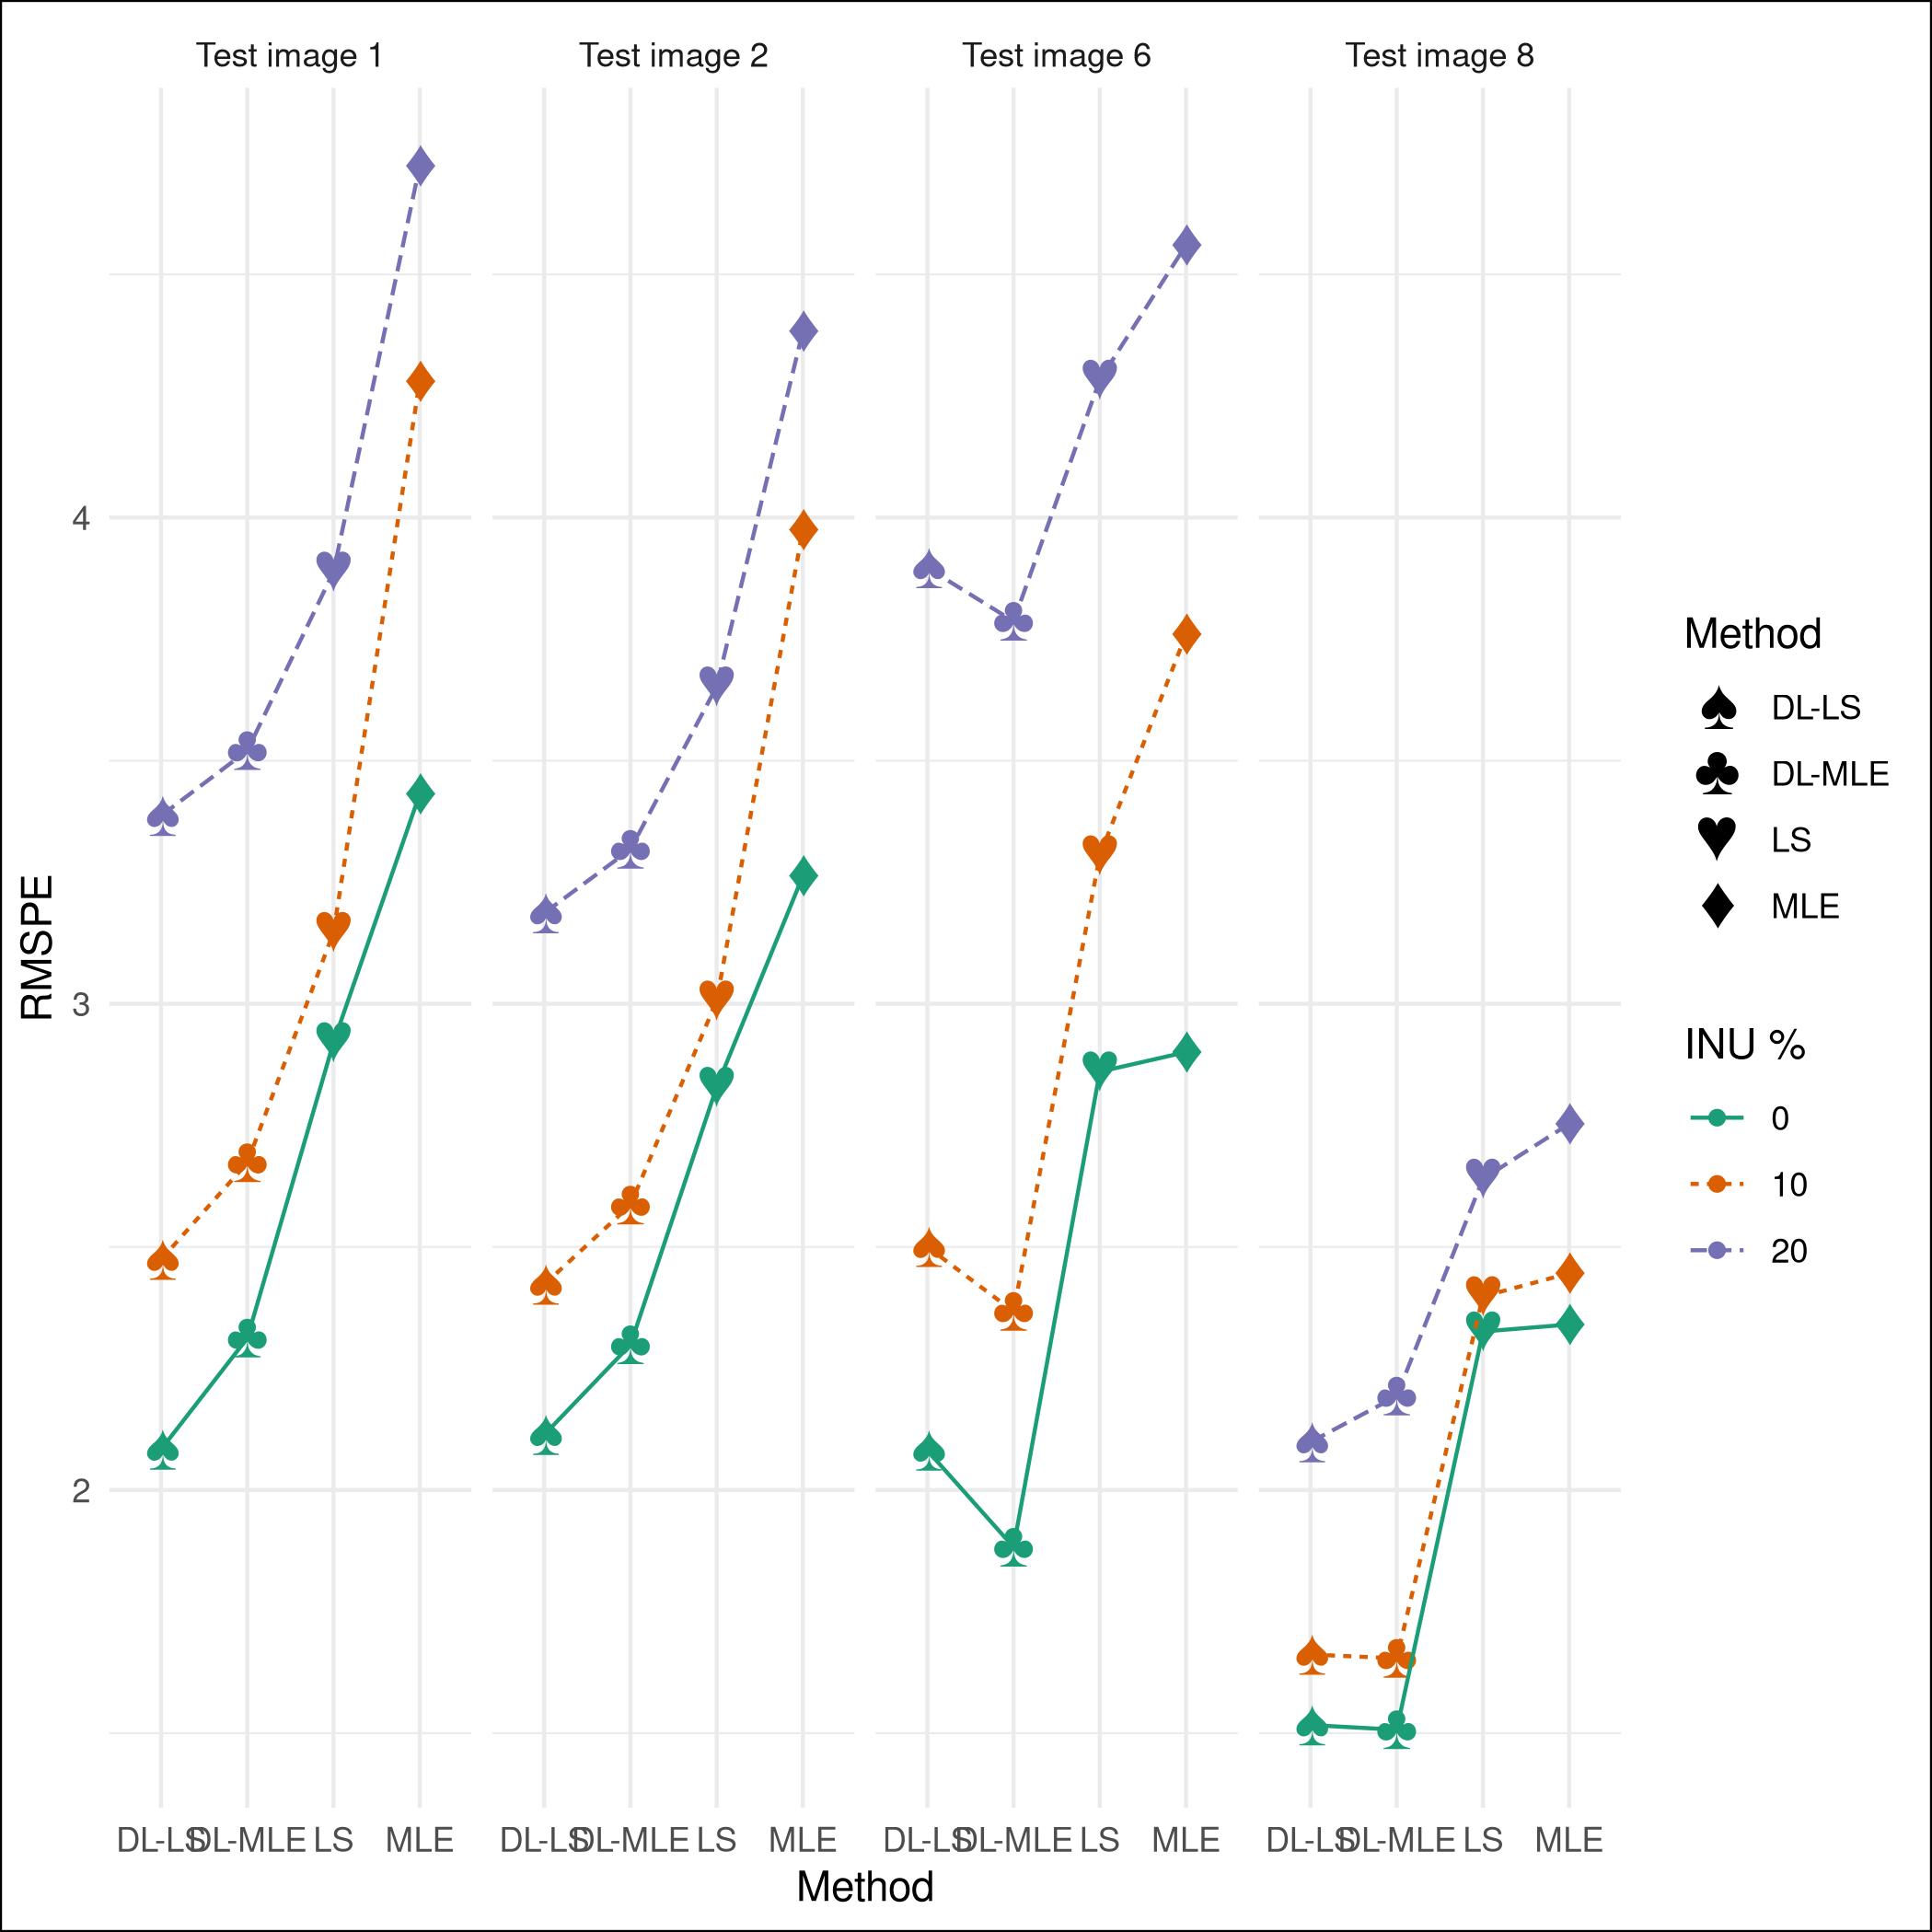 Test image 1 Test image 2 Test image 6 Test image 8
RMSPE
4
3
2
DL-LS DL-MLE LS MLE DL-LS DL-MLE LS MLE DL-LS DL-MLE LS MLE DL-LS DL-MLE LS MLE
Method
Method
DL-LS
DL-MLE
LS
MLE
INU %
0
10
20